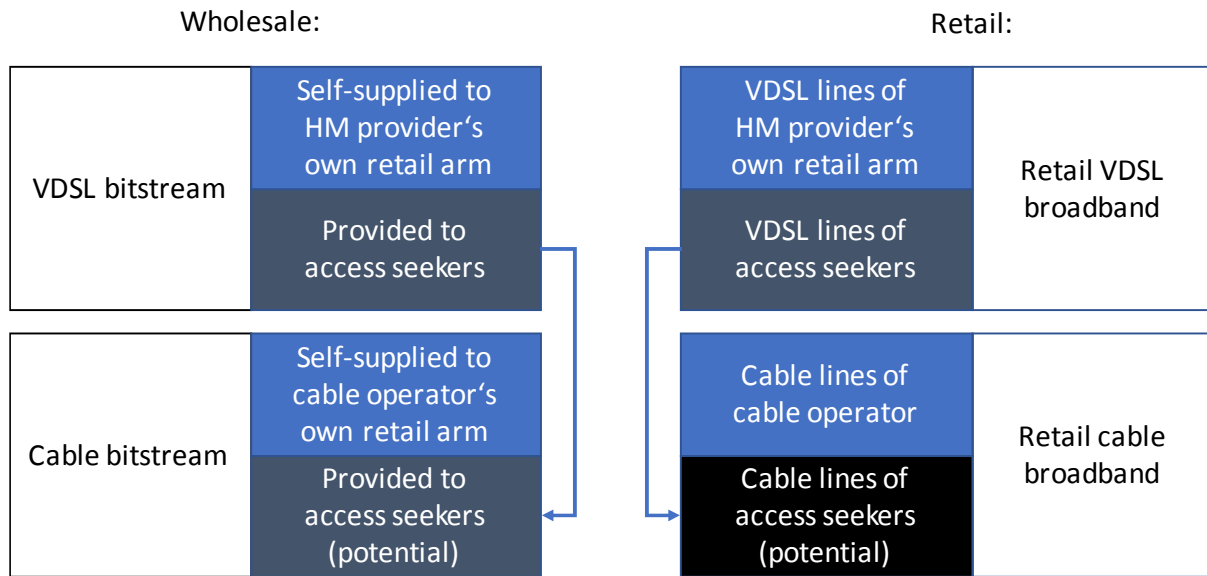 Wholesale:
Retail:
VDSL bitstream
Self-supplied to
HM provider‘s
own retail arm
Provided to
access seekers
VDSL lines of
HM provider‘s
own retail arm
VDSL lines of
access seekers
Retail VDSL
broadband
Cable bitstream
Self-supplied to
cable operator‘s
own retail arm
Provided to
access seekers
(potential)
Cable lines of
cable operator
Cable lines of
access seekers
(potential)
Retail cable
broadband